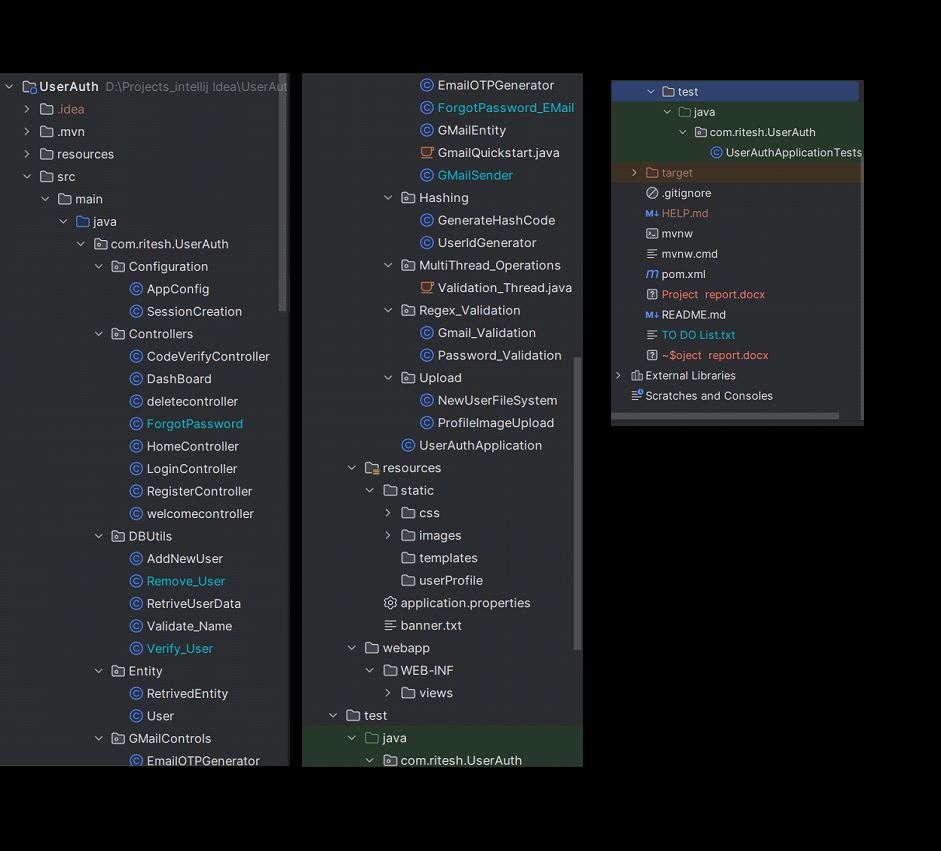 UserAuth D:\Projects_intellij Idea\UserAut
.idea
.mvn
resources
src
main
java
com.ritesh.UserAuth
Configuration
AppConfig
SessionCreation
Controllers
CodeVerifyController
DashBoard
deletecontroller
ForgotPassword
HomeController
LoginController
RegisterController
welcomecontroller
DBUtils
AddNewUser
Remove_User
RetriveUserData
Validate_Name
Verify_User
Entity
RetrivedEntity
User
GMailControls
EmailOTPGenerator
EmailOTPGenerator
ForgotPassword_EMail
GMailEntity
GmailQuickstart.java
GMailSender
Hashing
GenerateHashCode
UserIdGenerator
MultiThread_Operations
Validation_Thread.java
Regex_Validation
Gmail_Validation
Password_Validation
Upload
NewUserFileSystem
ProfileImageUpload
UserAuthApplication
resources
static
css
images
templates
userProfile
application.properties
banner.txt
webapp
WEB-INF
views
test
java
com.ritesh.UserAuth
test
java
com.ritesh.UserAuth
UserAuthApplicationTests
target
.gitignore
HELP.md
mvnw
mvnw.cmd
pom.xml
Project report.docx
README.md
TO DO List.txt
~$oject report.docx
External Libraries
Scratches and Consoles